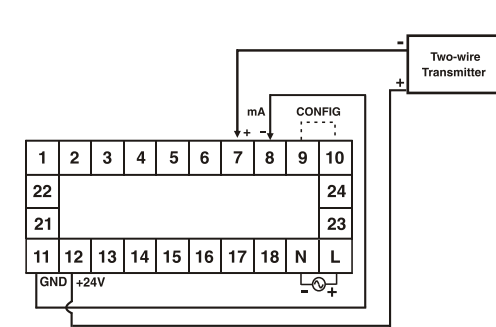 -
Two-wire
Transmitter
+
mA
CONFIG
+ -
1 2 3 4 5 6 7 8 9 10
22 24
21 23
11 12 13 14 15 16 17 18 N L
GND +24V
- +